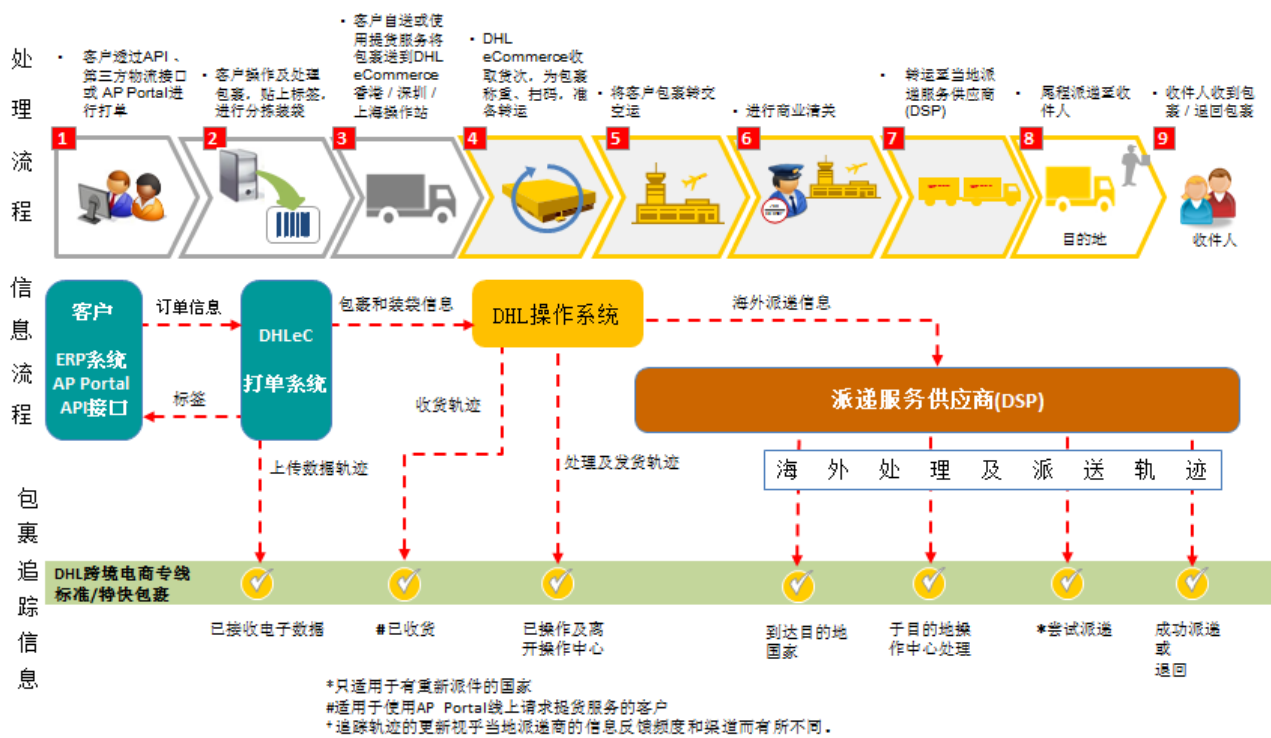 处理流程
• 客户透过API 、
第三方物流接口
或 AP Portal进
行打单
• 客户操作及处理
包裹，贴上标签，
进行分拣装袋
• 客户自送或使
用提货服务将
包裹送到DHL
eCommerce
香港 / 深圳 /
上海操作站
• DHL
eCommerce收
取货次，为包裹
称重、扫码，准
备转运
• 将客户包裹转交
空运
• 进行商业清关
• 转运至当地派
递服务供应商
(DSP)
• 尾程派递至收
件人
• 收件人收到包
裹 / 退回包裹
1
2
3
4
5
6
7
8
9
目的地
收件人
信息流程
客户
ERP系统
AP Portal
API接口
订单信息
标签
DHLeC
打单系统
包裹和装袋信息
DHL操作系统
海外派递信息
派递服务供应商(DSP)
上传数据轨迹
收货轨迹
处理及发货轨迹
海外处理及派送轨迹
包裹追踪信息
DHL跨境电商专线
标准/特快包裹
已接收电子数据
#已收货
已操作及离
开操作中心
到达目的地
国家
于目的地操
作中心处理
*尝试派递
成功派递
或
退回
*只适用于有重新派件的国家
#适用于使用AP Portal线上请求提货服务的客户
+追踪轨迹的更新视乎当地派递商的信息反馈频度和渠道而有所不同。